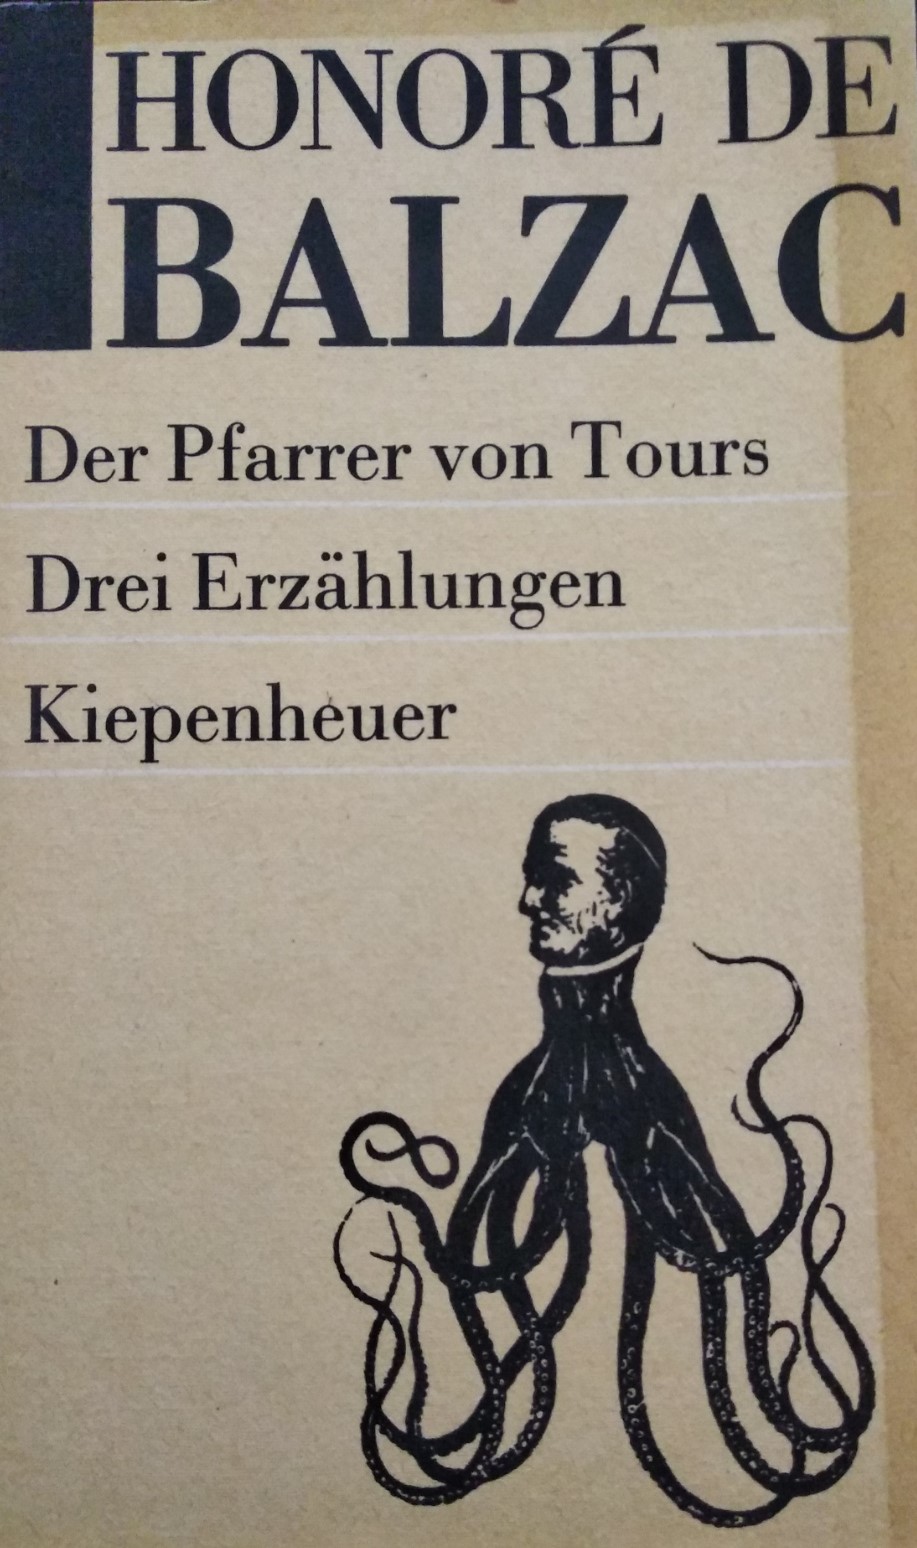 HONORÉ DE
BALZAC
Der Pfarrer von Tours
Drei Erzählungen
Kiepenheuer